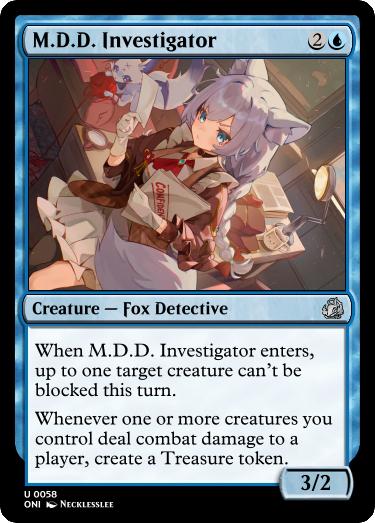 M.D.D. Investigator 2
CONFIDEN
Creature — Fox Detective
When M.D.D. Investigator enters,
up to one target creature can't be
blocked this turn.
Whenever one or more creatures you
control deal combat damage to a
player, create a Treasure token.
3/2
U 0058
ONI NECKLESSLEE